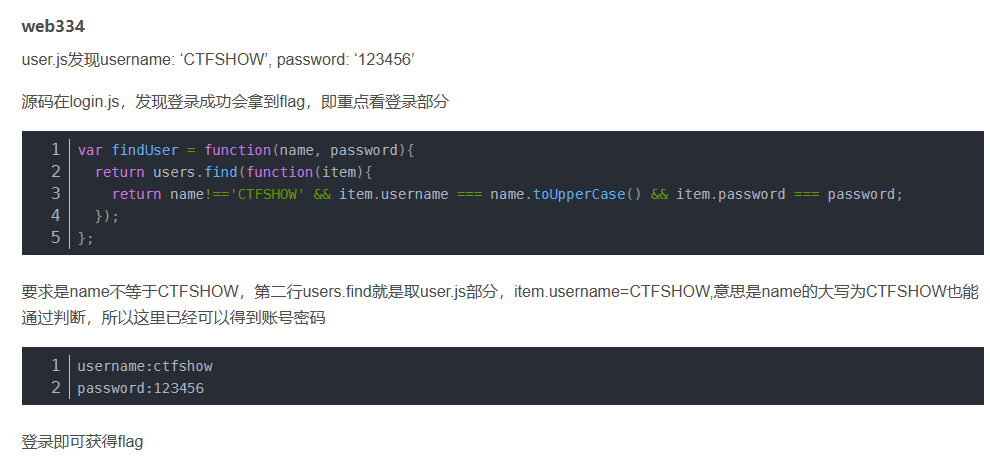 web334
user.js发现username: ‘CTFSHOW’, password: ‘123456’
源码在login.js，发现登录成功会拿到flag，即重点看登录部分
1 var findUser = function(name, password){
2   return users.find(function(item){
3     return name!=='CTFSHOW' && item.username === name.toUpperCase() && item.password === password;
4   });
5 };
要求是name不等于CTFSHOW，第二行users.find就是取user.js部分，item.username=CTFSHOW,意思是name的大写为CTFSHOW也能
通过判断，所以这里已经可以得到账号密码
1 username:ctfshow
2 password:123456
登录即可获得flag